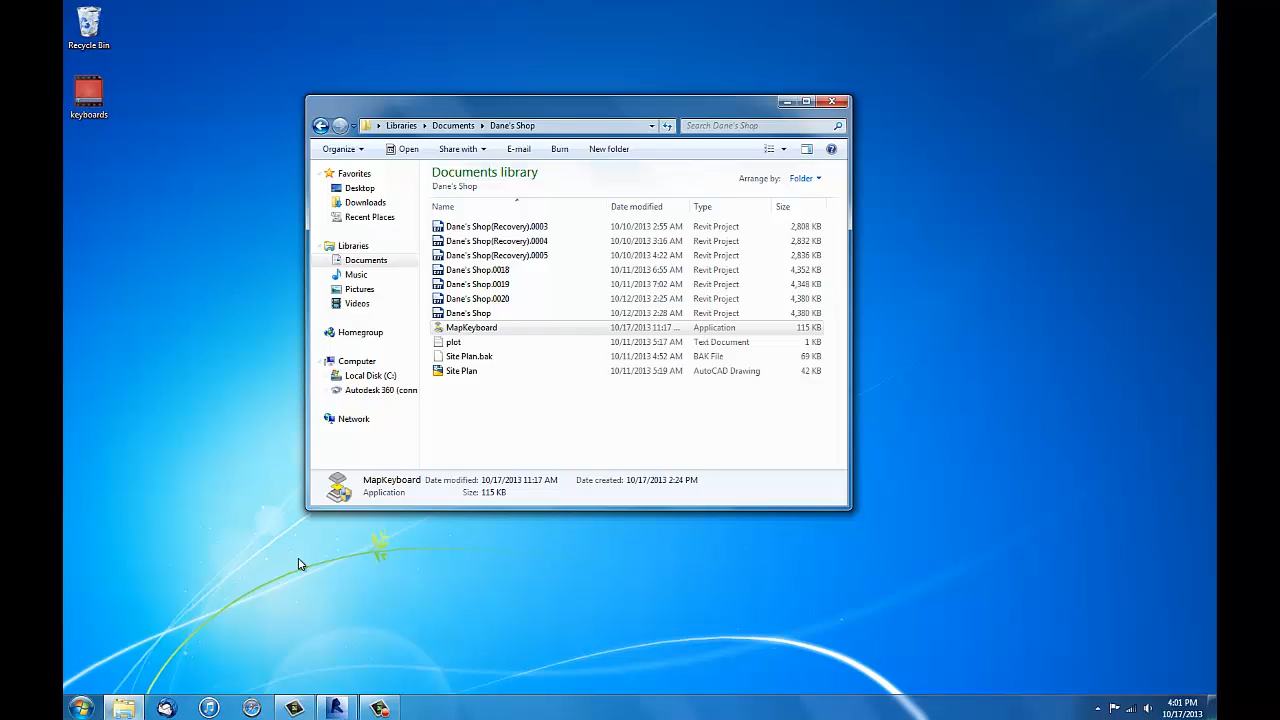 Recycle Bin
keyboards
Libraries Documents Dane's Shop Search Dane's Shop
Organize Open Share with E-mail Burn New folder
Favorites
Desktop
Downloads
Recent Places
Libraries
Documents
Music
Pictures
Videos
Homegroup
Computer
Local Disk (C:)
Autodesk 360 (conn
Network
Documents library
Dane's Shop
Arrange by: Folder
Name Date modified Type Size
Dane's Shop(Recovery).0003 10/10/2013 2:55 AM Revit Project 2,808 KB
Dane's Shop(Recovery).0004 10/10/2013 3:16 AM Revit Project 2,832 KB
Dane's Shop(Recovery).0005 10/10/2013 4:22 AM Revit Project 2,836 KB
Dane's Shop.0018 10/11/2013 6:55 AM Revit Project 4,352 KB
Dane's Shop.0019 10/11/2013 7:02 AM Revit Project 4,348 KB
Dane's Shop.0020 10/12/2013 2:25 AM Revit Project 4,380 KB
Dane's Shop 10/12/2013 2:28 AM Revit Project 4,380 KB
MapKeyboard 10/17/2013 11:17 ... Application 115 KB
plot 10/11/2013 5:17 AM Text Document 1 KB
Site Plan.bak 10/11/2013 4:52 AM BAK File 69 KB
Site Plan 10/11/2013 5:19 AM AutoCAD Drawing 42 KB
MapKeyboard Date modified: 10/17/2013 11:17 AM Date created: 10/17/2013 2:24 PM
Application Size: 115 KB
4:01 PM
10/17/2013